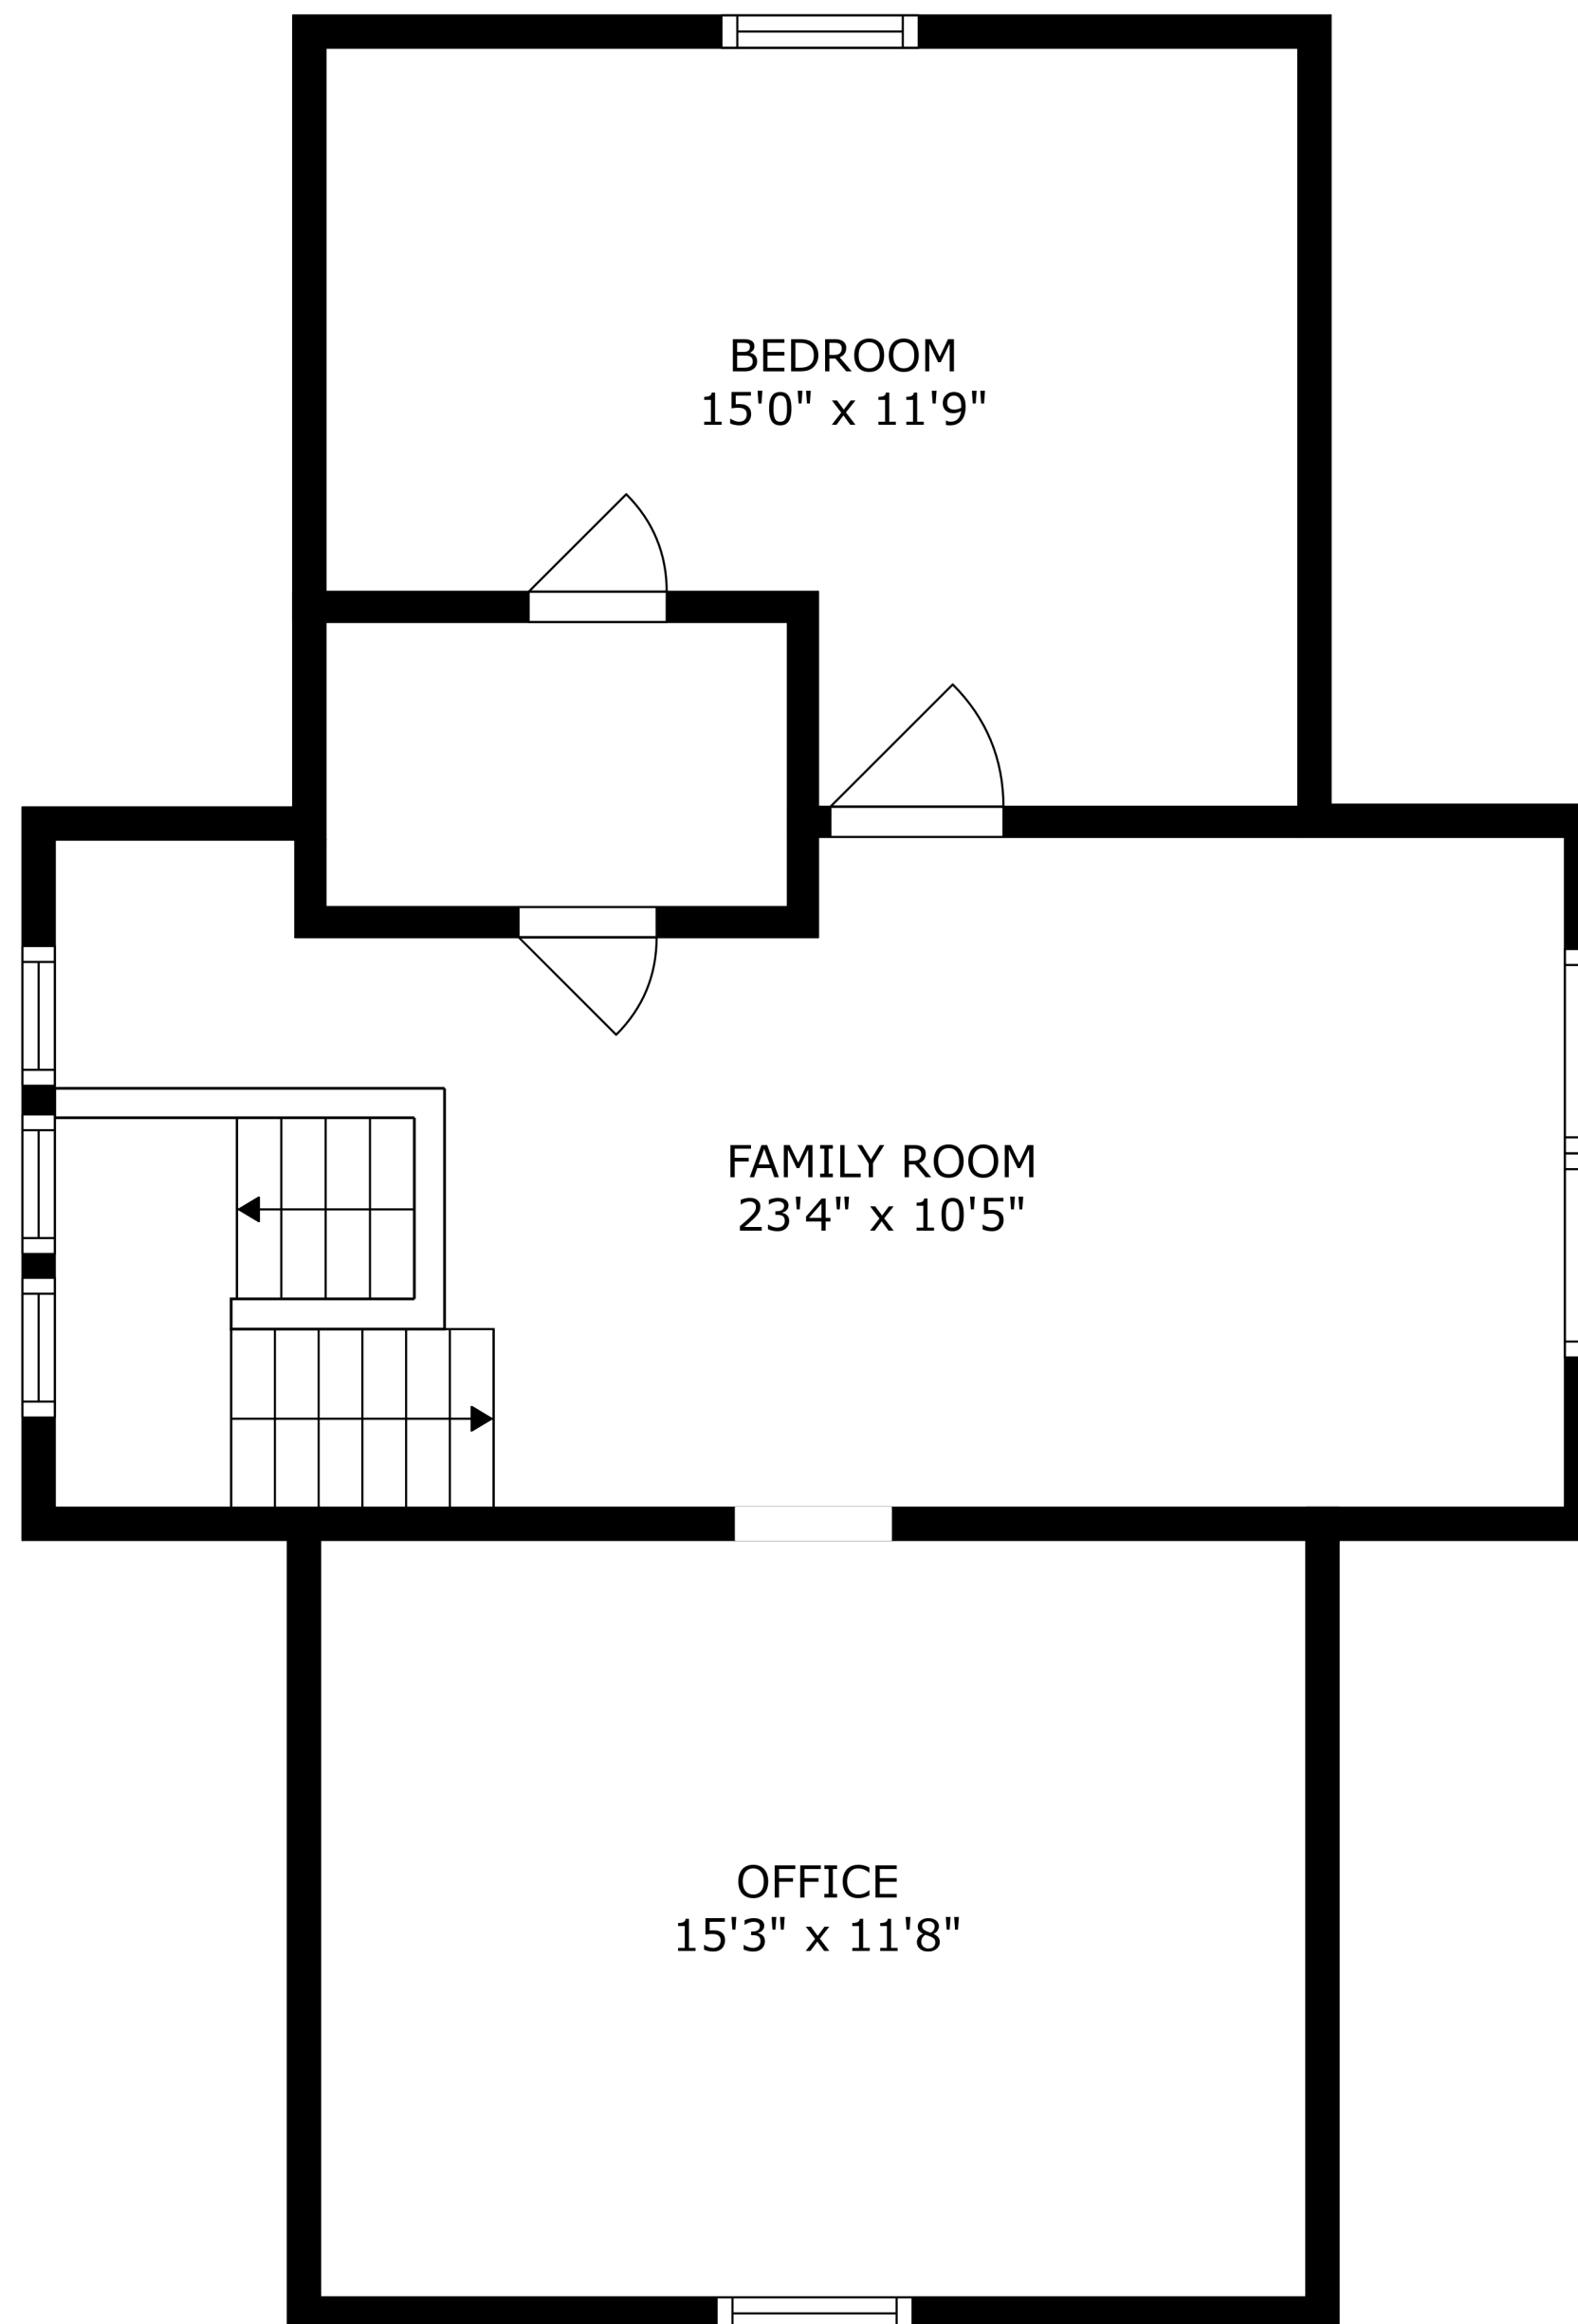 BEDROOM
15'0" x 11'9"
FAMILY ROOM
23'4" x 10'5"
OFFICE
15'3" x 11'8"